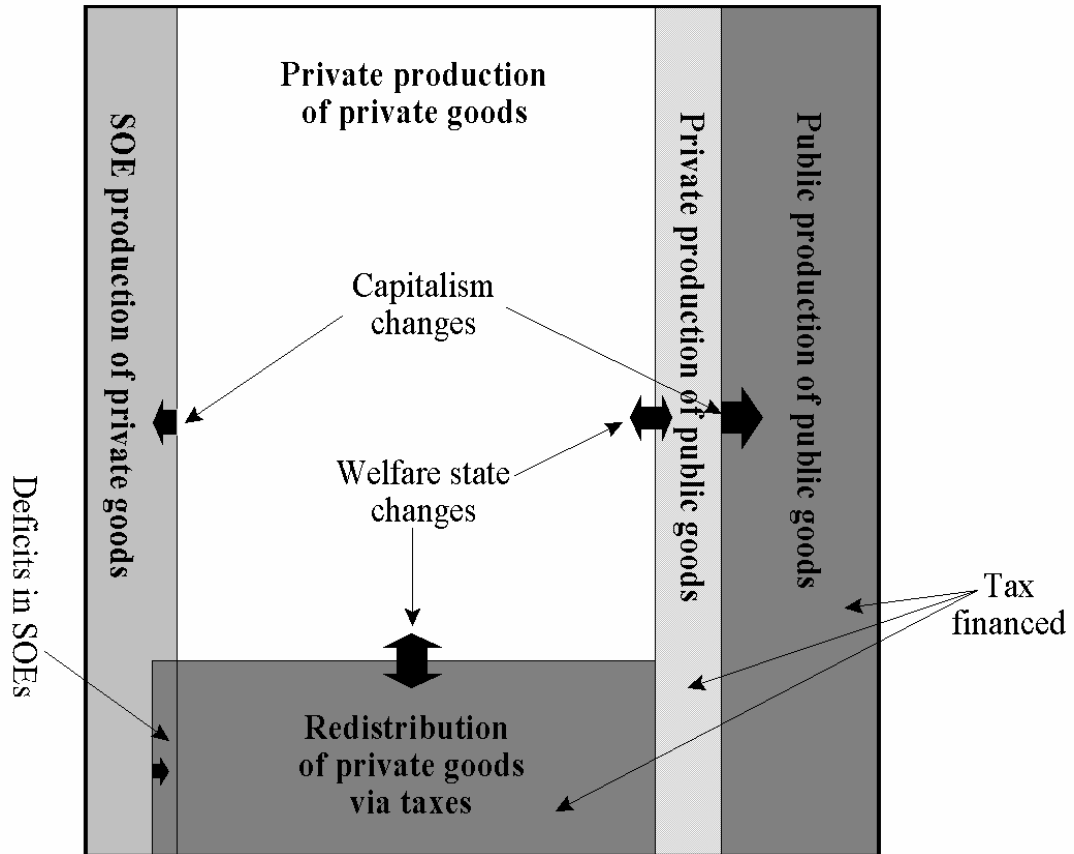 Private production
of private goods
SOE production of private goods
Private production of public goods
Public production of public goods
Capitalism
changes
Welfare state
changes
Deficits in SOEs
Tax
financed
Redistribution
of private goods
via taxes